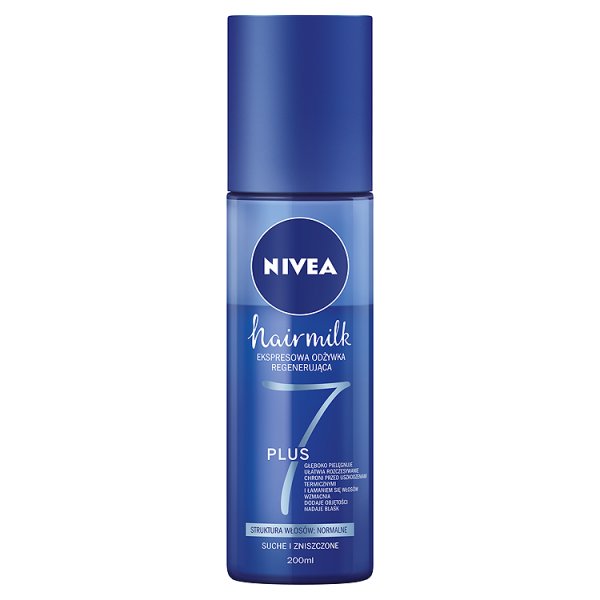 NIVEA
hairmilk
EKSPRESOWA ODŻYWKA
REGENERUJĄCA
7
PLUS
GŁĘBOKO PIELĘGNUJE
UŁATWIA ROZCZESYWANIE
CHRONI PRZED USZKODZENIAMI
TERMICZNYMI
I ŁAMANIEM SIĘ WŁOSÓW
WZMACNIA
DODAJE OBJĘTOŚCI
NADAJE BLASK
STRUKTURA WŁOSÓW: NORMALNE
SUCHE I ZNISZCZONE
200ml